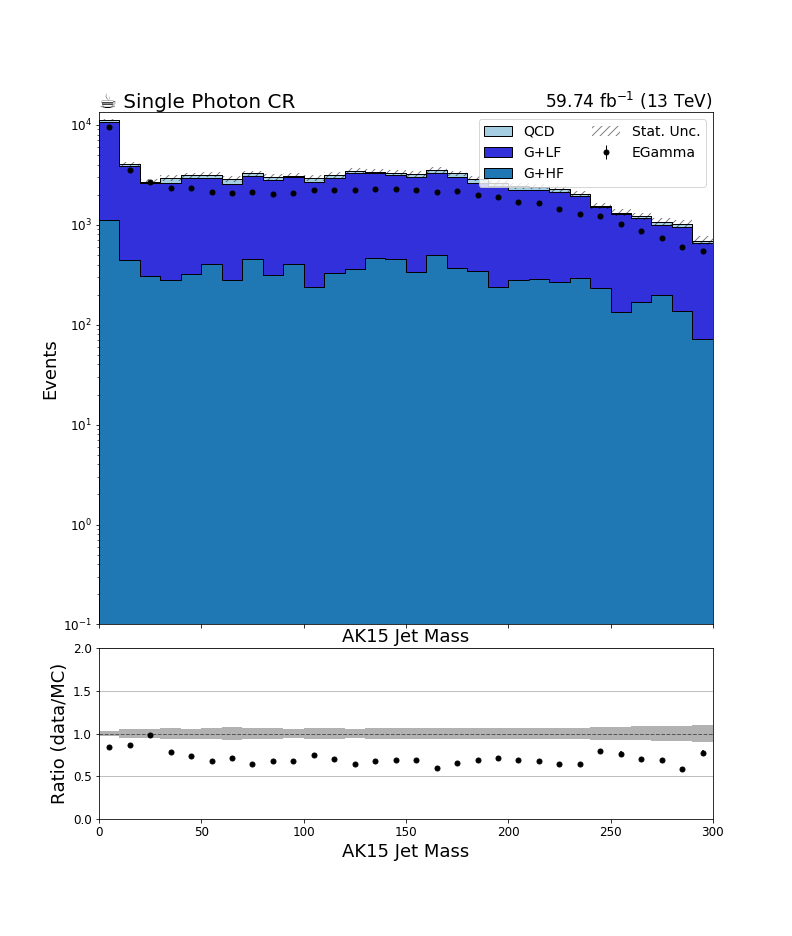 ☕ Single Photon CR
59.74 fb⁻¹ (13 TeV)
QCD
G+LF
G+HF
Stat. Unc.
EGamma
10⁴
10³
10²
10¹
10⁰
10⁻¹
Events
AK15 Jet Mass
2.0
1.5
1.0
0.5
0.0
Ratio (data/MC)
0 50 100 150 200 250 300
AK15 Jet Mass